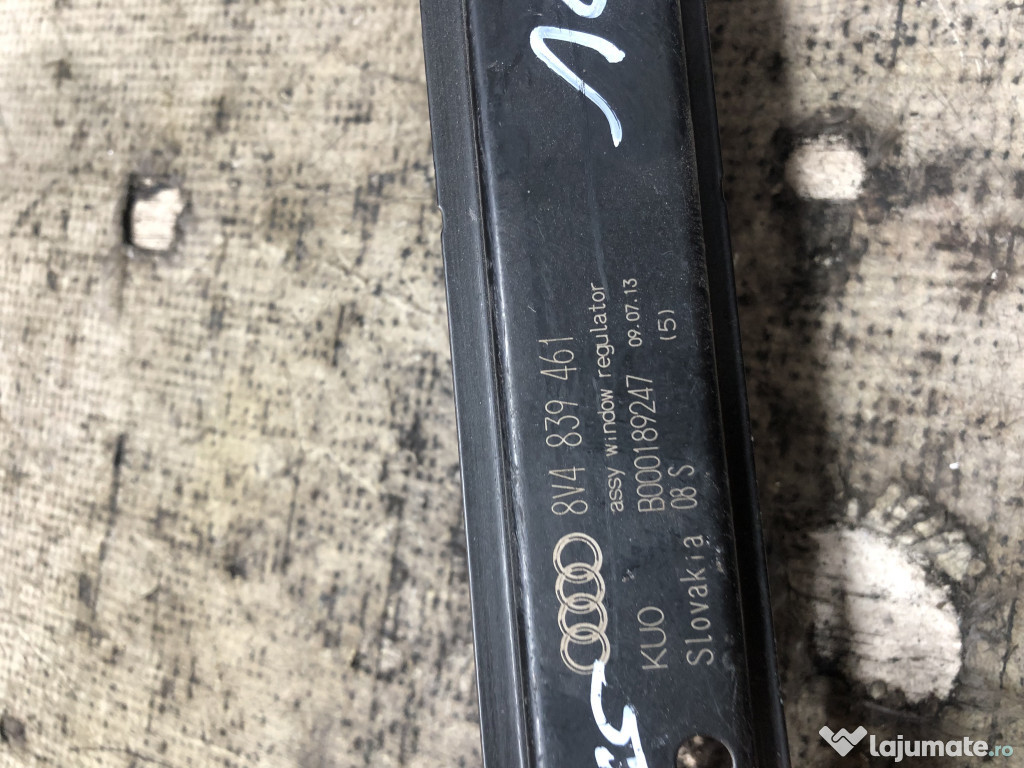 8V4 839 461
assy window regulator
KUO B000189247 09.07.13
Slovakia 08 S (5)
lajumate.ro